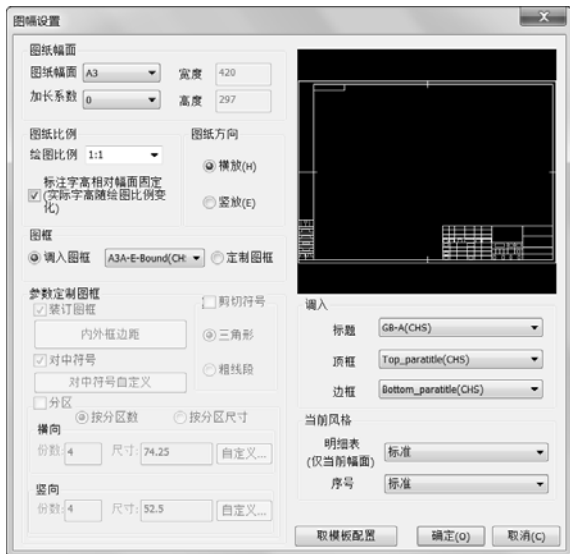 图幅设置
图纸幅面
图纸幅面 A3
宽度 420
加长系数 0
高度 297
图纸比例
绘图比例 1:1
标注字高相对幅面固定
(实际字高随绘图比例变
化)
图纸方向
横放(H)
竖放(E)
图框
调入图框 A3A-E-Bound(CH: 定制图框
参数定制图框
装订图框
内外框边距
对中符号
对中符号自定义
剪切符号
三角形
粗线段
分区
按分区数 按分区尺寸
横向
份数: 4 尺寸: 74.25 自定义...
竖向
份数: 4 尺寸: 52.5 自定义...
调入
标题 GB-A(CHS)
顶框 Top_paratitle(CHS)
边框 Bottom_paratitle(CHS)
当前风格
明细表
(仅当前幅面) 标准
序号 标准
取模板配置 确定(O) 取消(C)